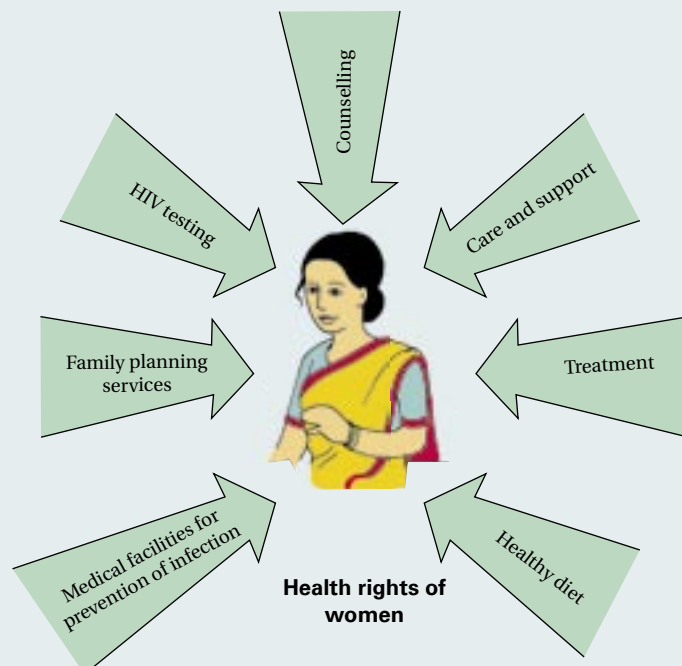 Counselling
HIV testing
Care and support
Family planning
services
Treatment
Medical facilities for
prevention of infection
Healthy diet
Health rights of
women